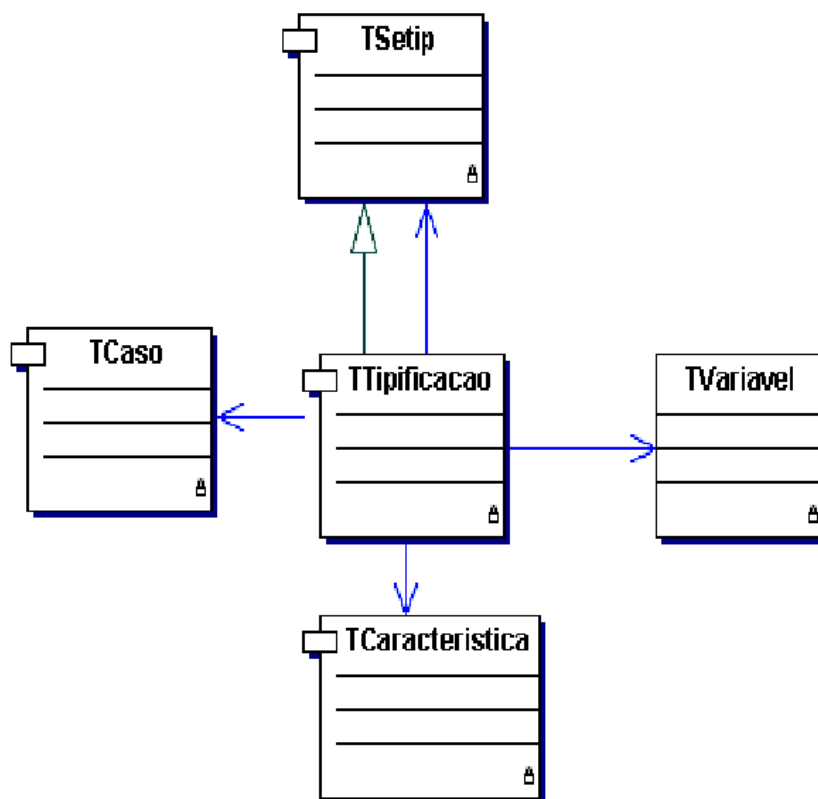 TSetip
TCaso
TTipificacao
TVariavel
TCaracteristica